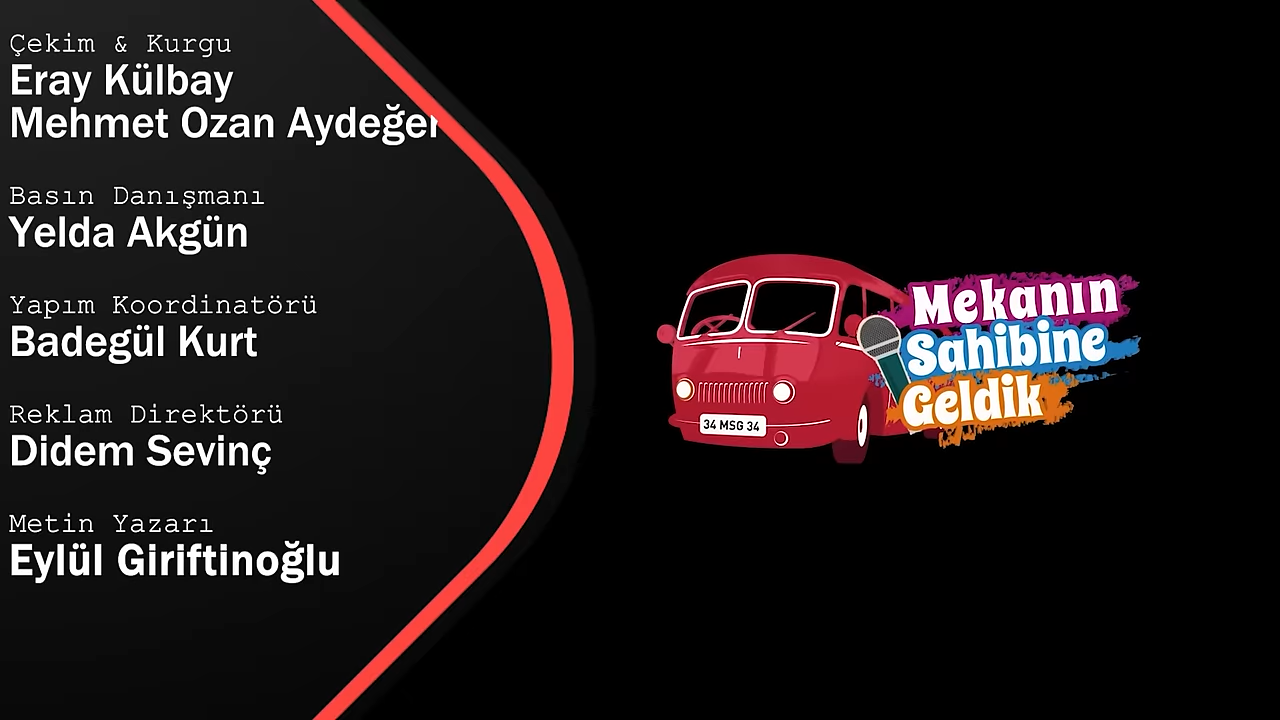 Çekim & Kurgu
Eray Külbay
Mehmet Ozan Aydeğer
Basın Danışmanı
Yelda Akgün
Yapım Koordinatörü
Badegül Kurt
Reklam Direktörü
Didem Sevinç
Metin Yazarı
Eylül Giriftinoğlu
Mekanın
Sahibine
Geldik
34 MSG 34